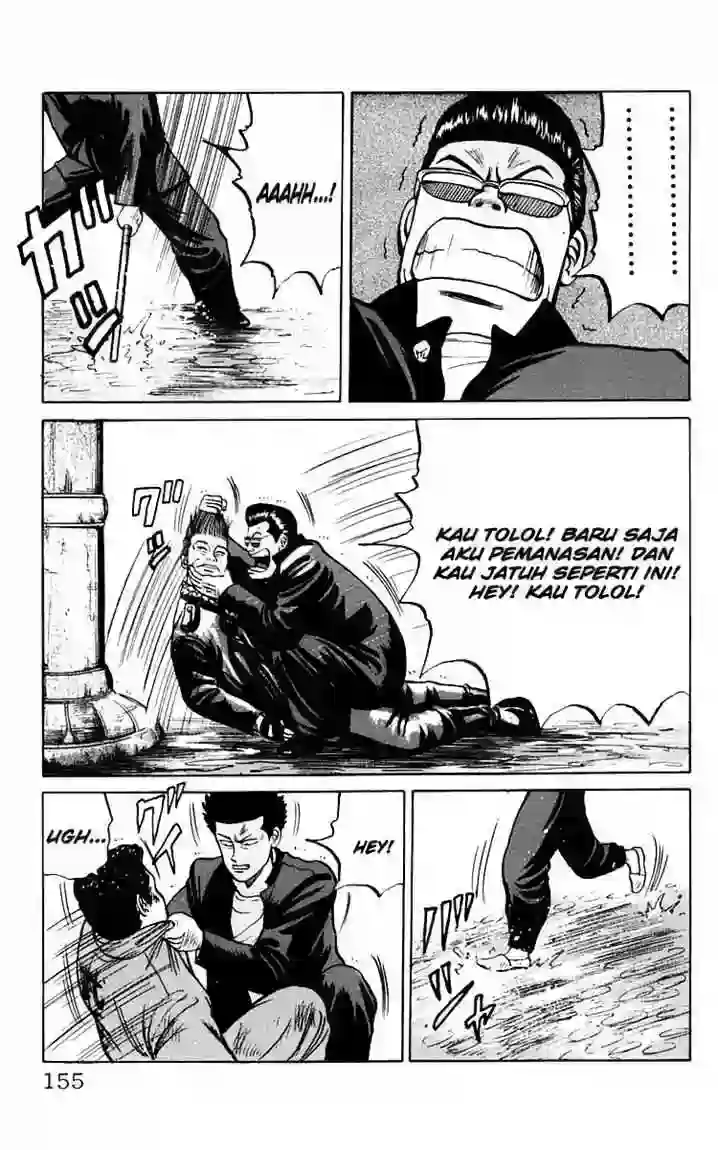 ..........
..........
AAAHH...!
KAU TOLOL! BARU SAJA
AKU PEMANASAN! DAN
KAU JATUH SEPERTI INI!
HEY! KAU TOLOL!
HEY!
UGH...
155